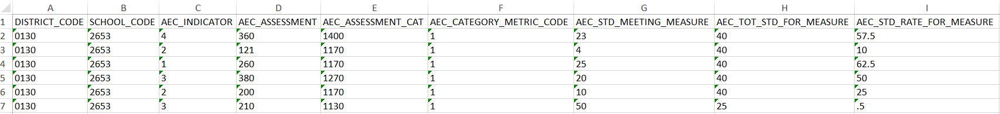 A B C D E F G H I
1 DISTRICT_CODE SCHOOL_CODE AEC_INDICATOR AEC_ASSESSMENT AEC_ASSESSMENT_CAT AEC_CATEGORY_METRIC_CODE AEC_STD_MEETING_MEASURE AEC_TOT_STD_FOR_MEASURE AEC_STD_RATE_FOR_MEASURE
2 0130 2653 4 360 1400 1 23 40 57.5
3 0130 2653 2 121 1170 1 4 40 10
4 0130 2653 1 260 1170 1 25 40 62.5
5 0130 2653 3 380 1270 1 20 40 50
6 0130 2653 2 200 1170 1 10 40 25
7 0130 2653 3 210 1130 1 50 25 .5